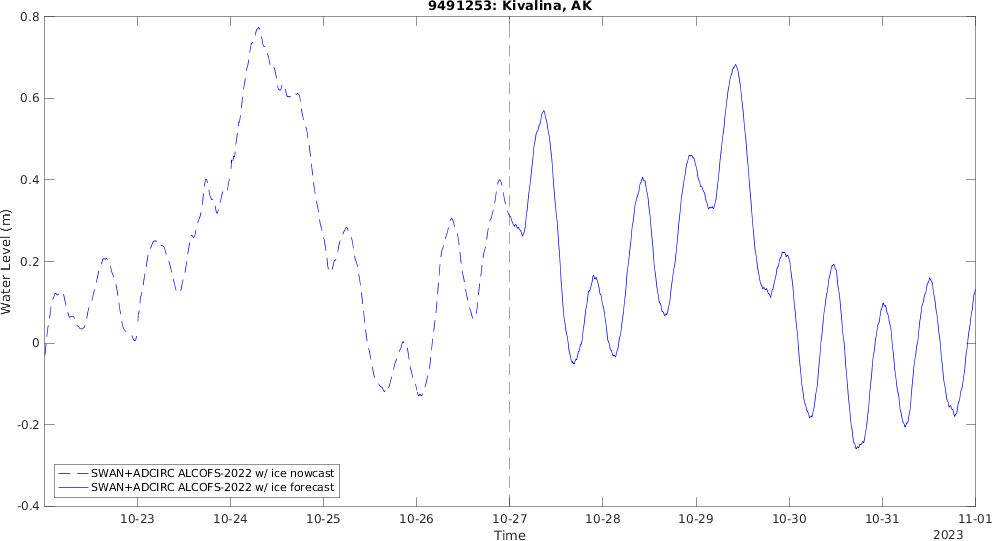 9491253: Kivalina, AK
0.8
0.6
0.4
0.2
0
-0.2
-0.4
Water Level (m)
SWAN+ADCIRC ALCOFS-2022 w/ ice nowcast
SWAN+ADCIRC ALCOFS-2022 w/ ice forecast
10-23 10-24 10-25 10-26 10-27 10-28 10-29 10-30 10-31 11-01
Time
2023